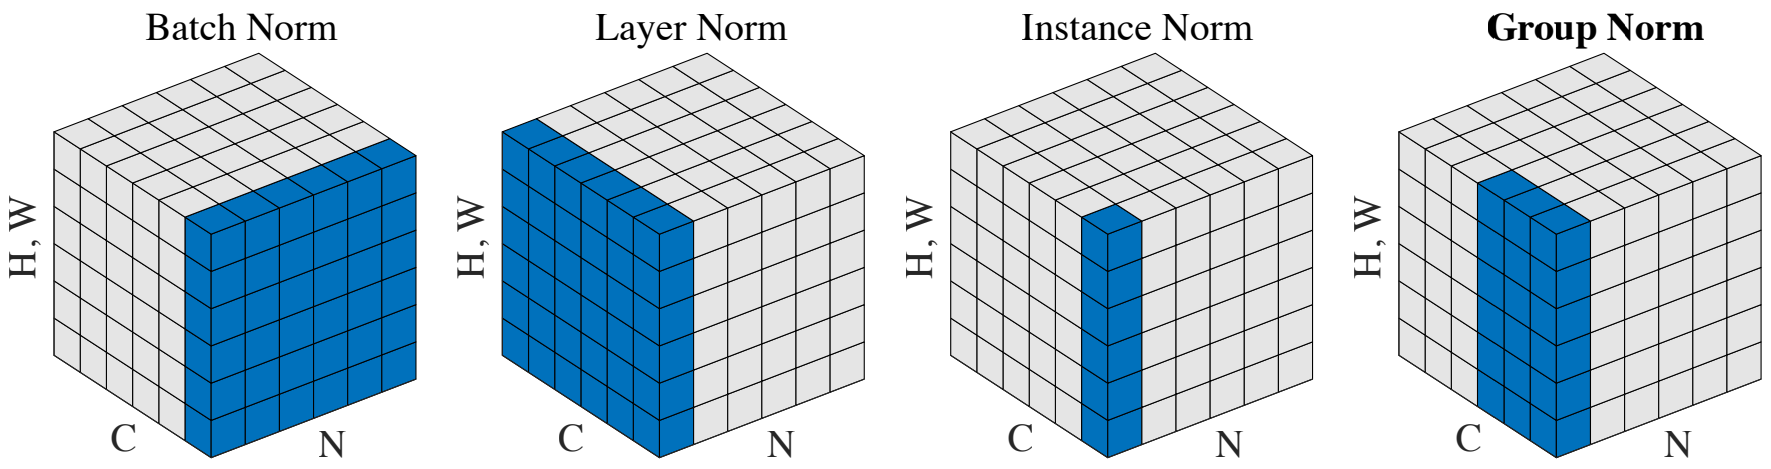 Batch Norm
Layer Norm
Instance Norm
Group Norm
H, W
C
N
H, W
C
N
H, W
C
N
H, W
C
N